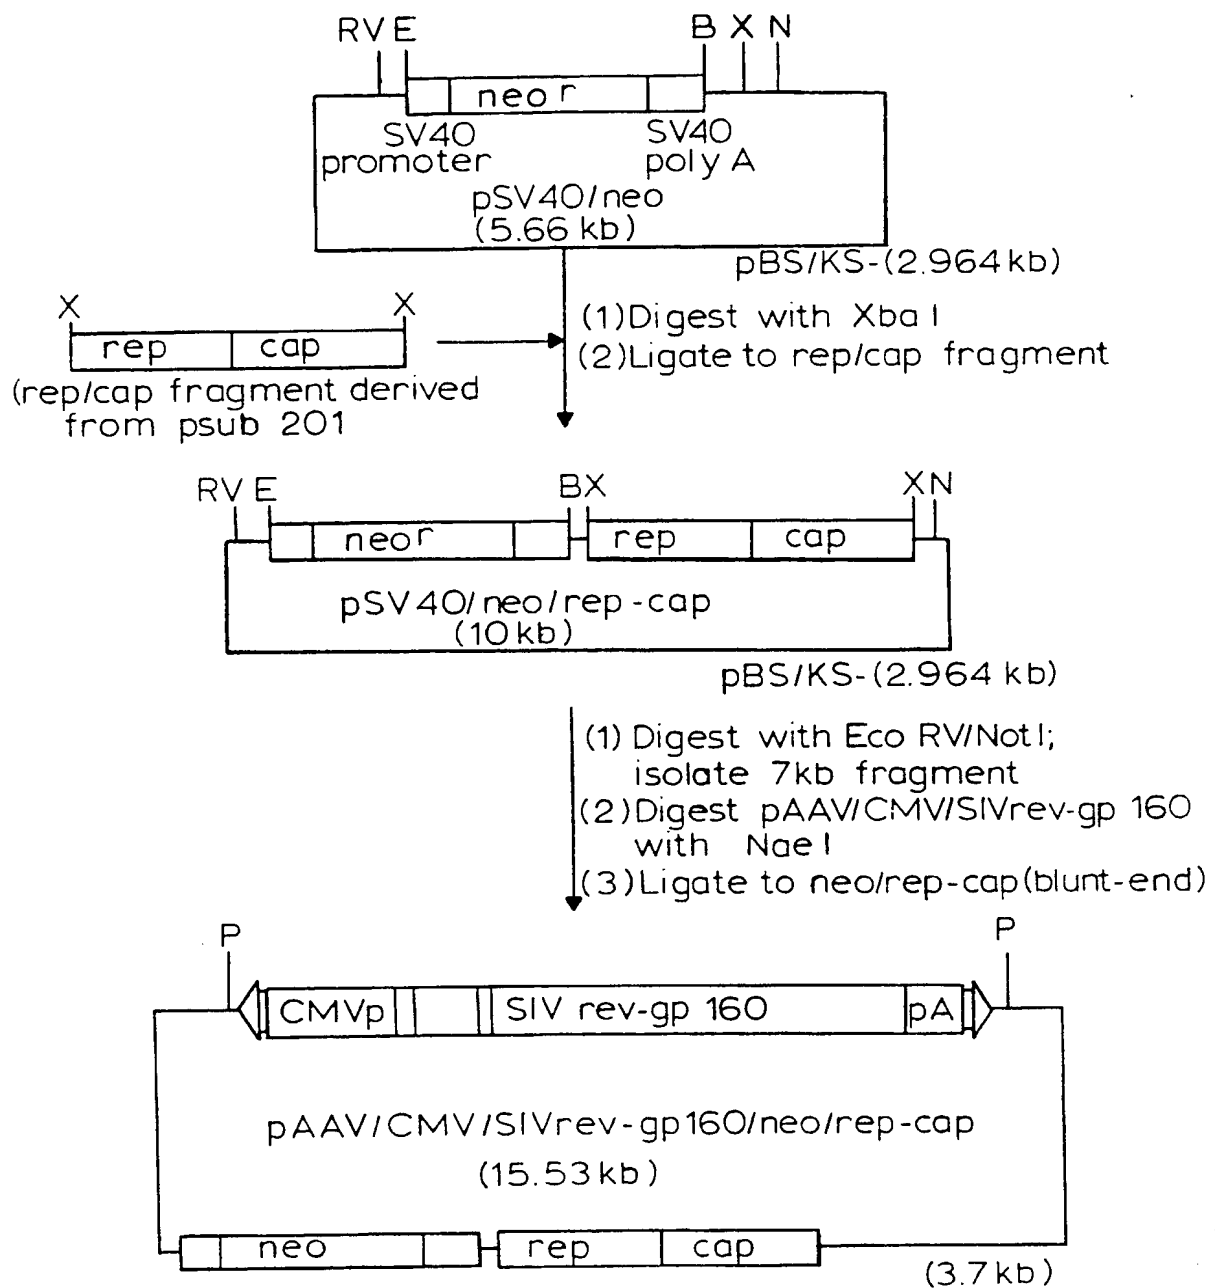 RV E B X N
neo r
SV40 promoter
SV40 poly A
pSV40/neo
(5.66 kb)
pBS/KS-(2.964 kb)
X X
rep cap
(rep/cap fragment derived
from psub 201
(1)Digest with Xba I
(2)Ligate to rep/cap fragment
RV E BX X N
neo r rep cap
pSV40/neo/rep-cap
(10 kb)
pBS/KS-(2.964 kb)
(1) Digest with Eco RV/NotI;
isolate 7kb fragment
(2)Digest pAAV/CMV/SIVrev-gp 160
with Nae I
(3)Ligate to neo/rep-cap(blunt-end)
P P
CMVp SIV rev-gp 160 pA
pAAV/CMV/SIVrev-gp160/neo/rep-cap
(15.53 kb)
neo rep cap
(3.7 kb)